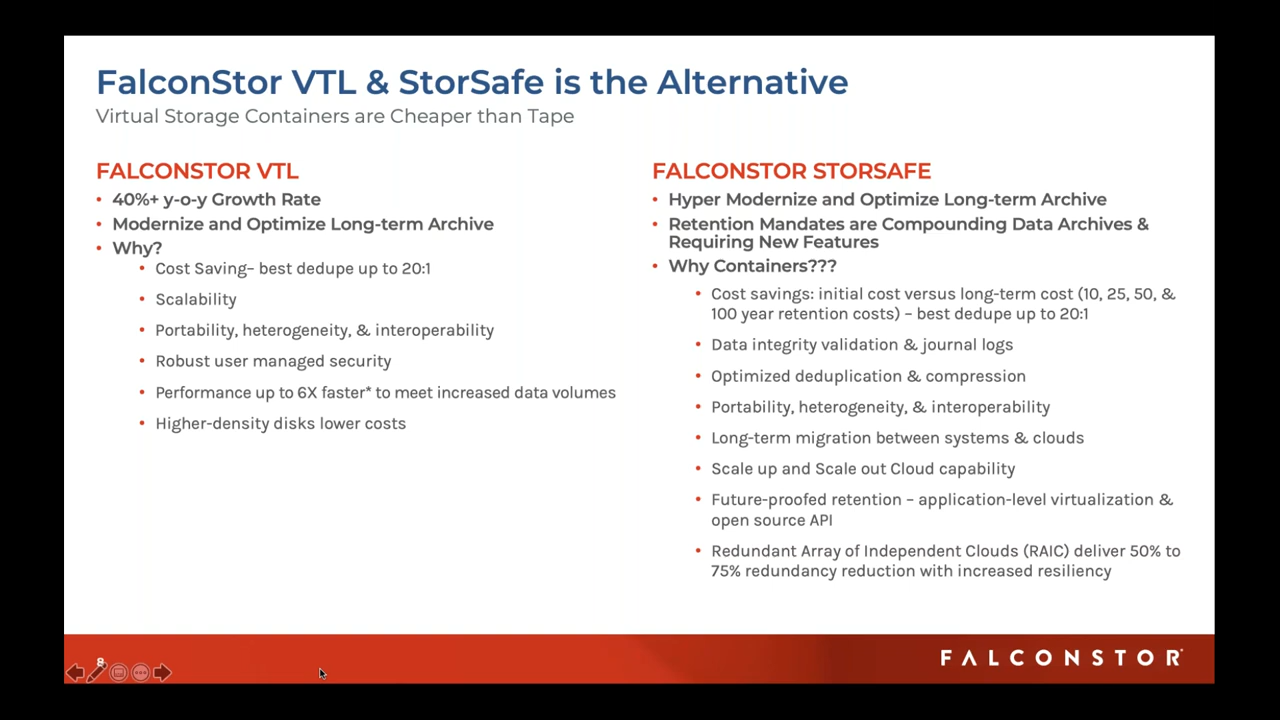 FalconStor VTL & StorSafe is the Alternative
Virtual Storage Containers are Cheaper than Tape
FALCONSTOR VTL
• 40%+ y-o-y Growth Rate
• Modernize and Optimize Long-term Archive
• Why?
• Cost Saving– best dedupe up to 20:1
• Scalability
• Portability, heterogeneity, & interoperability
• Robust user managed security
• Performance up to 6X faster* to meet increased data volumes
• Higher-density disks lower costs
FALCONSTOR STORSAFE
• Hyper Modernize and Optimize Long-term Archive
• Retention Mandates are Compounding Data Archives &
Requiring New Features
• Why Containers???
• Cost savings: initial cost versus long-term cost (10, 25, 50, &
100 year retention costs) – best dedupe up to 20:1
• Data integrity validation & journal logs
• Optimized deduplication & compression
• Portability, heterogeneity, & interoperability
• Long-term migration between systems & clouds
• Scale up and Scale out Cloud capability
• Future-proofed retention – application-level virtualization &
open source API
• Redundant Array of Independent Clouds (RAIC) deliver 50% to
75% redundancy reduction with increased resiliency
8
FALCONSTOR